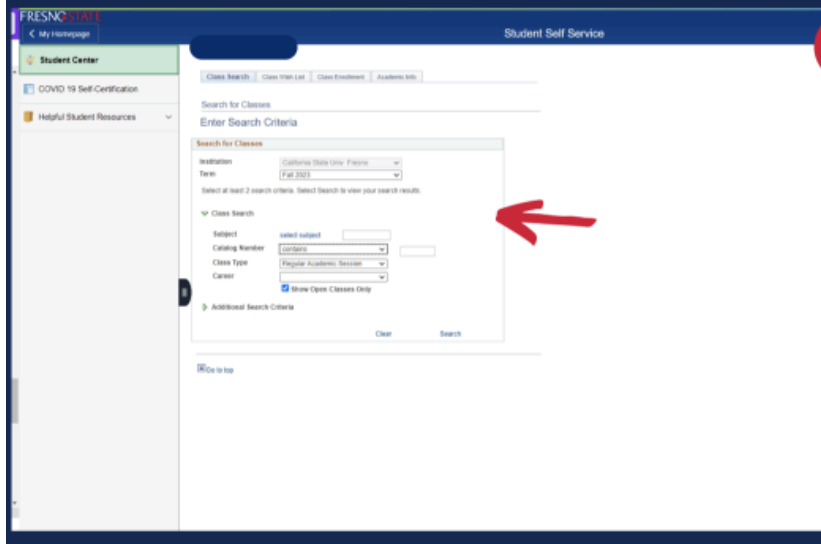 FRESNO STATE
My Homepage
Student Self Service
Student Center
COVID 19 Self-Certification
Helpful Student Resources
Class Search
Class Wish List
Class Enrollment
Academic Info
Search for Classes
Enter Search Criteria
Search for Classes
Institution
California State Univ Fresno
Term
Fall 2023
Select at least 2 search criteria. Select Search to view your search results.
Class Search
Subject
select subject
Catalog Number
contains
Class Type
Regular Academic Session
Career
Show Open Classes Only
Additional Search Criteria
Clear
Search
Go to top